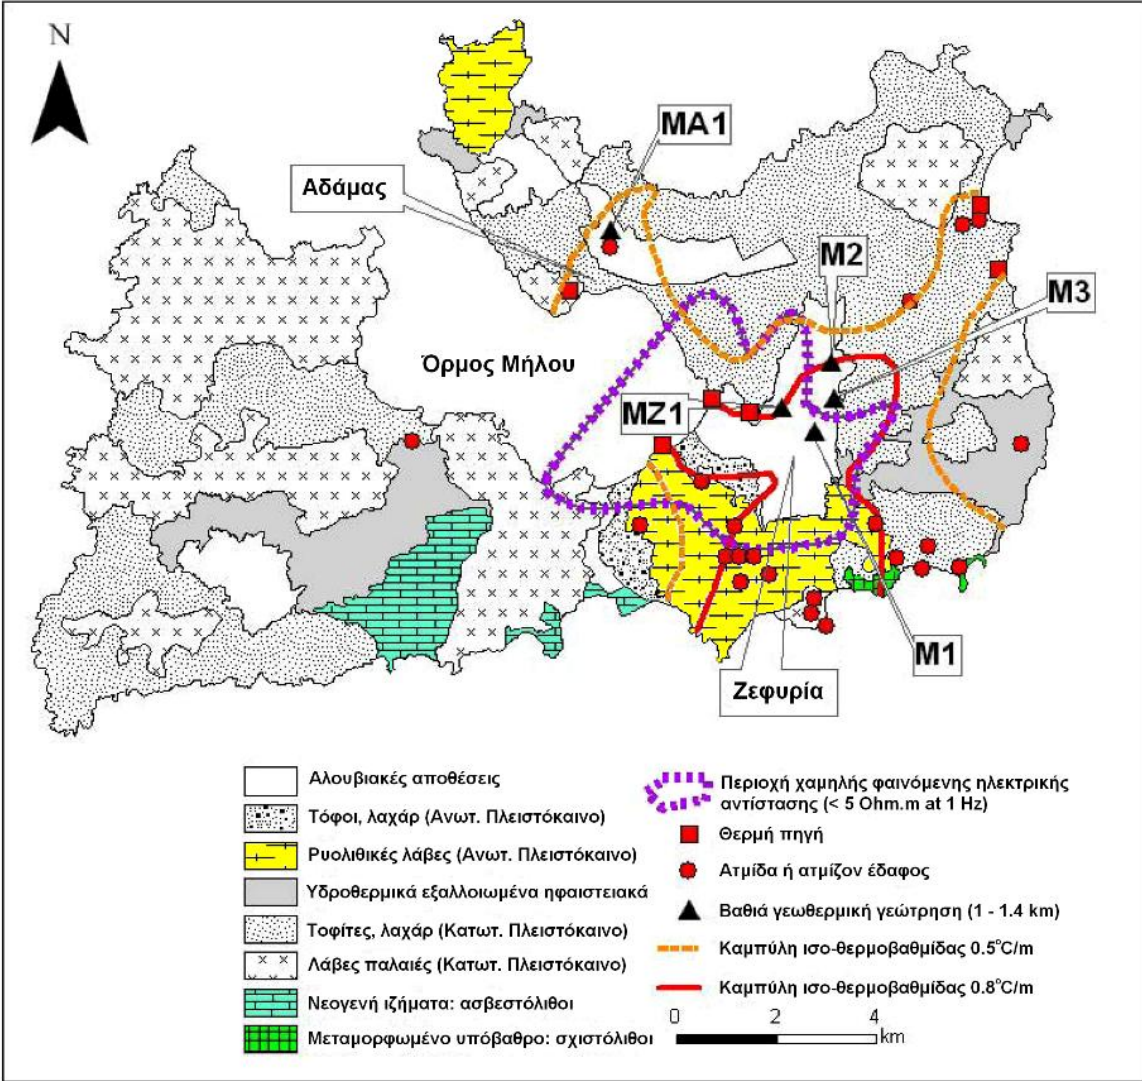 N
MA1
Αδάμας
M2
M3
Όρμος Μήλου
MZ1
M1
Ζεφυρία
Αλουβιακές αποθέσεις
Τόφοι, λαχάρ (Ανωτ. Πλειστόκαινο)
Ρυολιθικές λάβες (Ανωτ. Πλειστόκαινο)
Υδροθερμικά εξαλλοιωμένα ηφαιστειακά
Τοφίτες, λαχάρ (Κατωτ. Πλειστόκαινο)
Λάβες παλαιές (Κατωτ. Πλειστόκαινο)
Νεογενή ιζήματα: ασβεστόλιθοι
Μεταμορφωμένο υπόβαθρο: σχιστόλιθοι
Περιοχή χαμηλής φαινόμενης ηλεκτρικής
αντίστασης (< 5 Ohm.m at 1 Hz)
Θερμή πηγή
Ατμίδα ή ατμίζον έδαφος
Βαθιά γεωθερμική γεώτρηση (1 - 1.4 km)
Καμπύλη ισο-θερμοβαθμίδας 0.5°C/m
Καμπύλη ισο-θερμοβαθμίδας 0.8°C/m
0 2 4
km